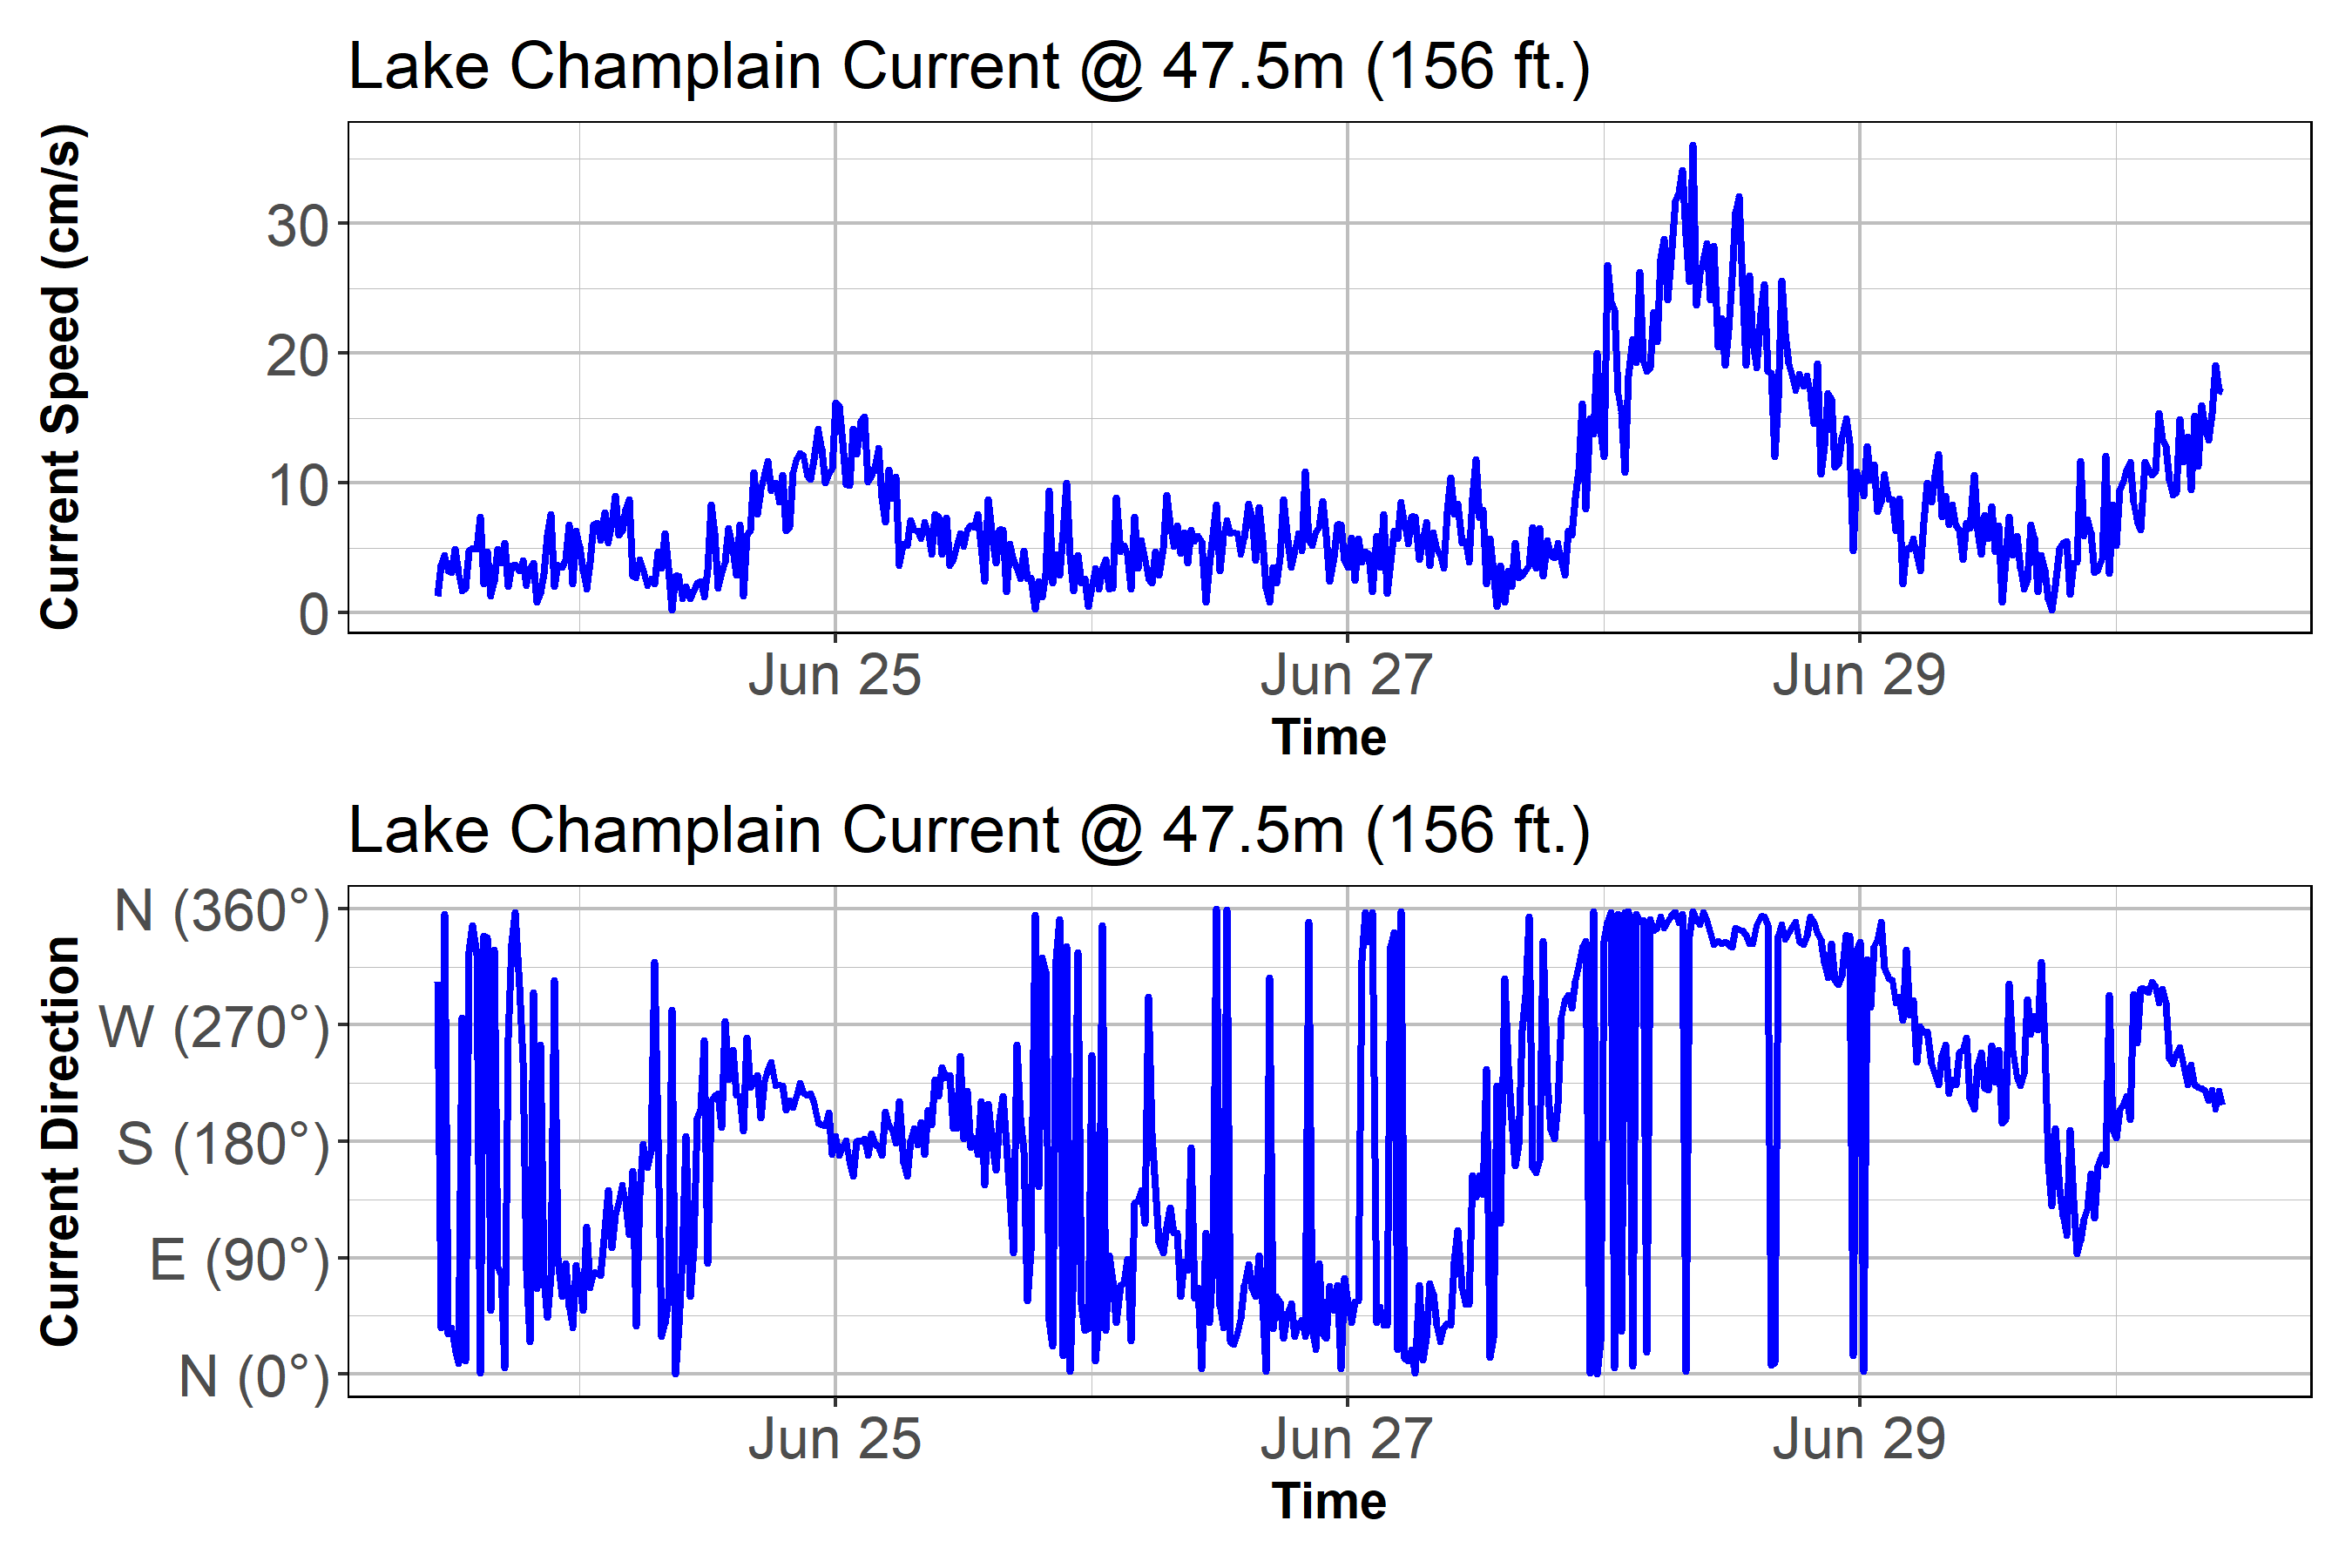 Lake Champlain Current @ 47.5m (156 ft.)
Current Speed (cm/s)
30
20
10
0
Jun 25 Jun 27 Jun 29
Time
Lake Champlain Current @ 47.5m (156 ft.)
Current Direction
N (360°)
W (270°)
S (180°)
E (90°)
N (0°)
Jun 25 Jun 27 Jun 29
Time